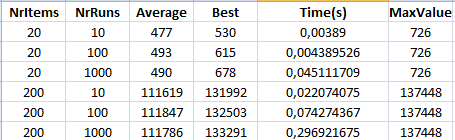 NrItems NrRuns Average Best Time(s) MaxValue
20 10 477 530 0,00389 726
20 100 493 615 0,004389526 726
20 1000 490 678 0,045111709 726
200 10 111619 131992 0,022074075 137448
200 100 111847 132503 0,074274367 137448
200 1000 111786 133291 0,296921675 137448